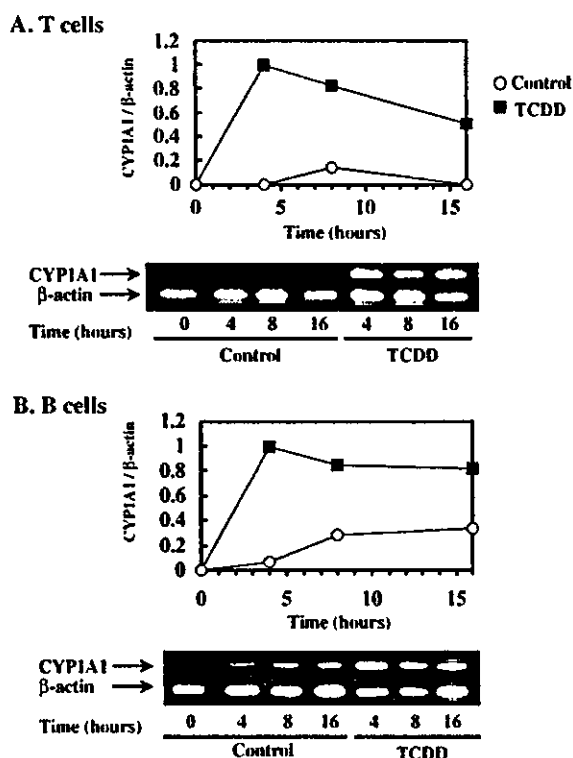 A. T cells
CYP1A1 / β-actin
1.2
1
0.8
0.6
0.4
0.2
0
0 5 10 15
Time (hours)
Control
TCDD
CYP1A1
β-actin
0 4 8 16 4 8 16
Time (hours)
Control TCDD
B. B cells
CYP1A1 / β-actin
1.2
1
0.8
0.6
0.4
0.2
0
0 5 10 15
Time (hours)
CYP1A1
β-actin
Time (hours) 0 4 8 16 4 8 16
Control TCDD